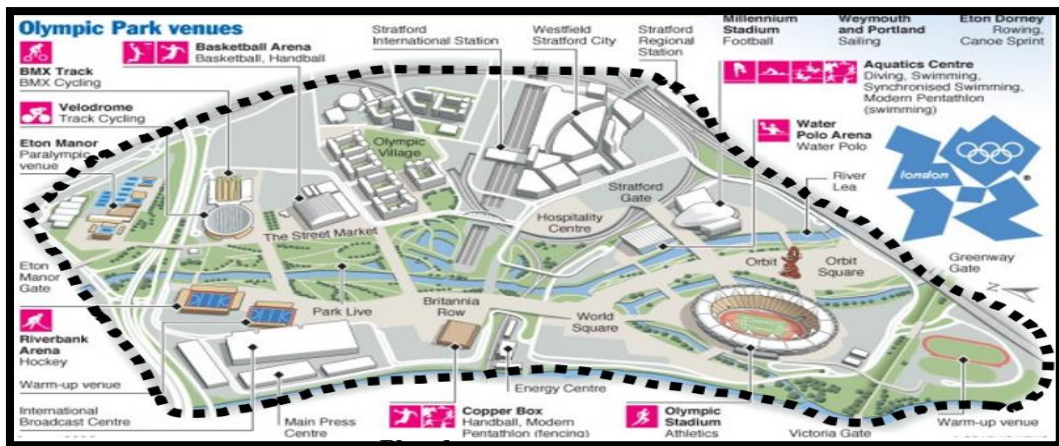 Olympic Park venues
BMX Track
BMX Cycling
Basketball Arena
Basketball, Handball
Stratford
International Station
Westfield
Stratford City
Stratford
Regional
Station
Millennium
Stadium
Football
Weymouth
and Portland
Sailing
Eton Dorney
Rowing,
Canoe Sprint
Velodrome
Track Cycling
Aquatics Centre
Diving, Swimming,
Synchronised Swimming,
Modern Pentathlon
(swimming)
Eton Manor
Paralympic
venue
Water
Polo Arena
Water Polo
Olympic
Village
london
River
Lea
Stratford
Gate
Hospitality
Centre
The Street Market
Eton
Manor
Gate
Orbit
Orbit
Square
Greenway
Gate
N
Park Live
Britannia
Row
World
Square
Riverbank
Arena
Hockey
Warm-up venue
Energy Centre
International
Broadcast Centre
Main Press
Centre
Copper Box
Handball, Modern
Pentathlon (fencing)
Olympic
Stadium
Athletics
Victoria Gate
Warm-up venue